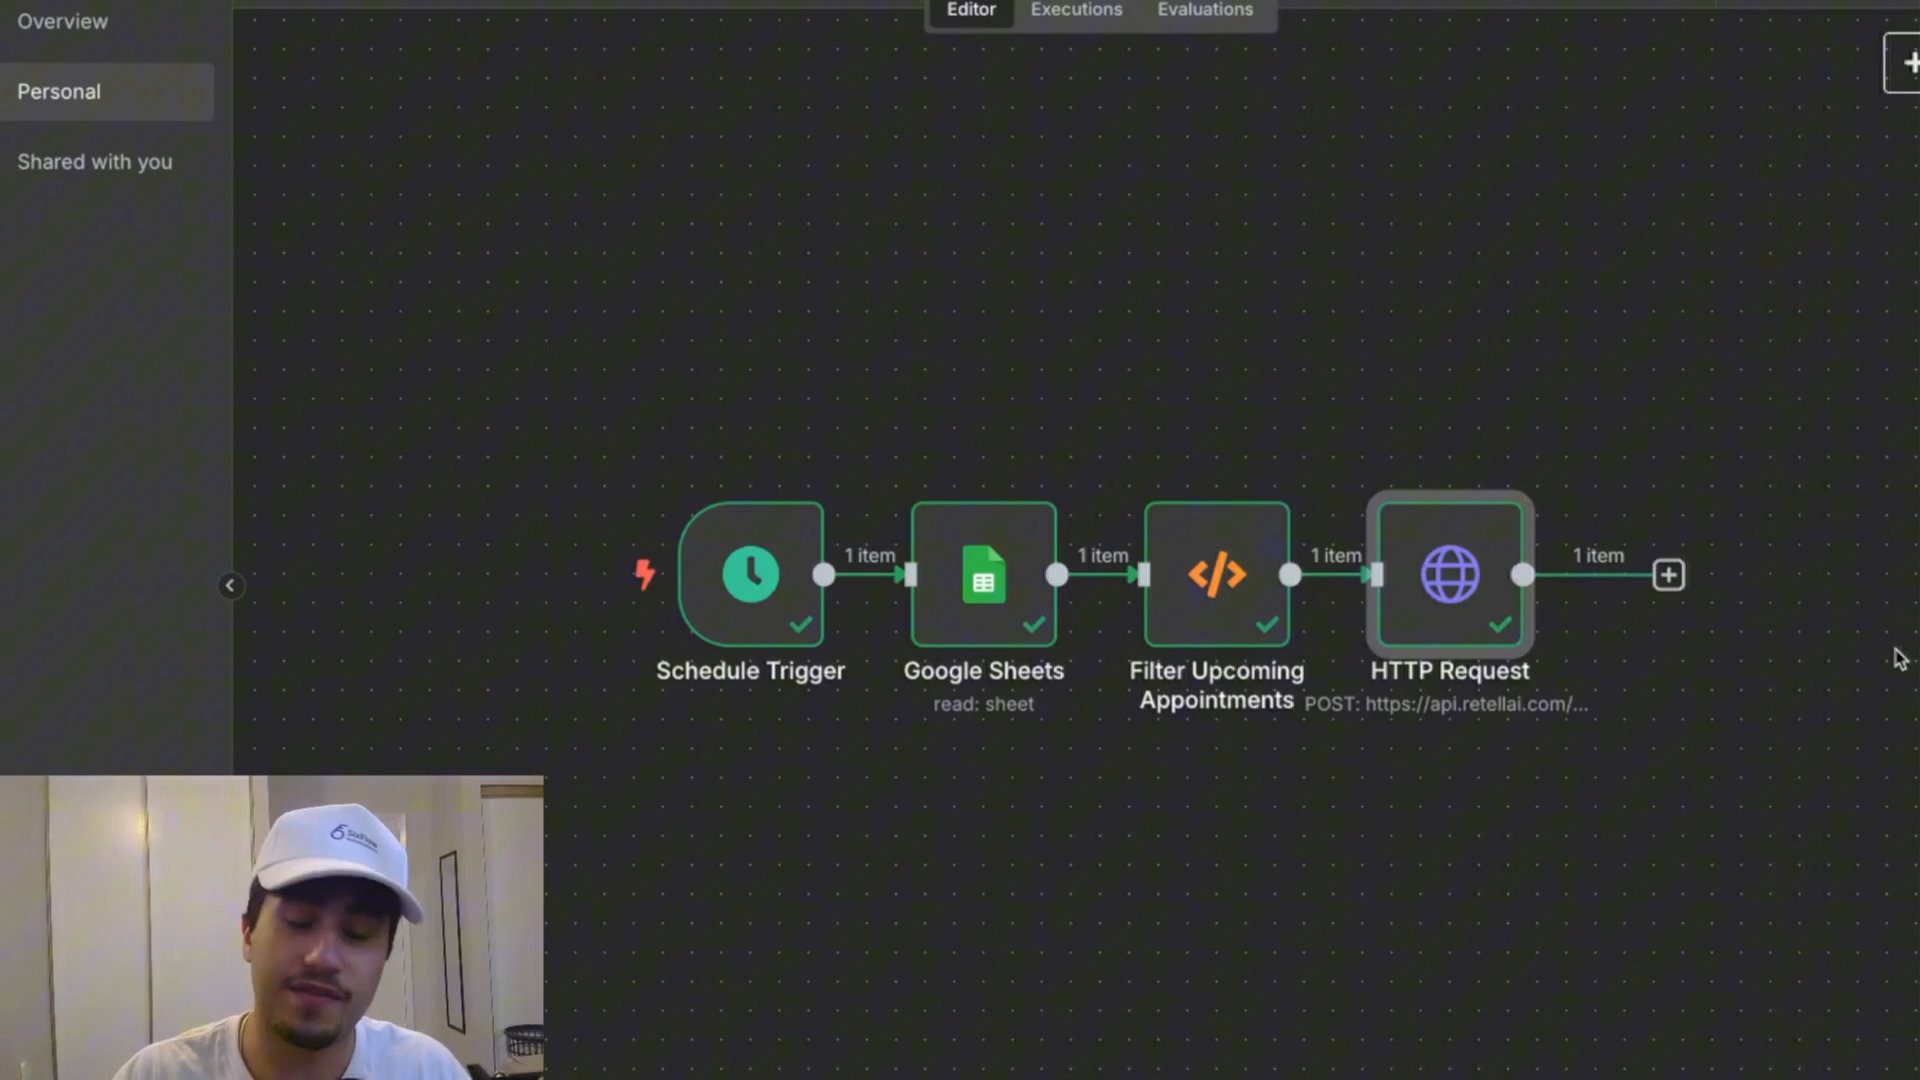 Overview
Personal
Shared with you
Editor
Executions
Evaluations
1 item
1 item
1 item
1 item
Schedule Trigger
Google Sheets
read: sheet
Filter Upcoming
Appointments
HTTP Request
POST: https://api.retellai.com/...
6